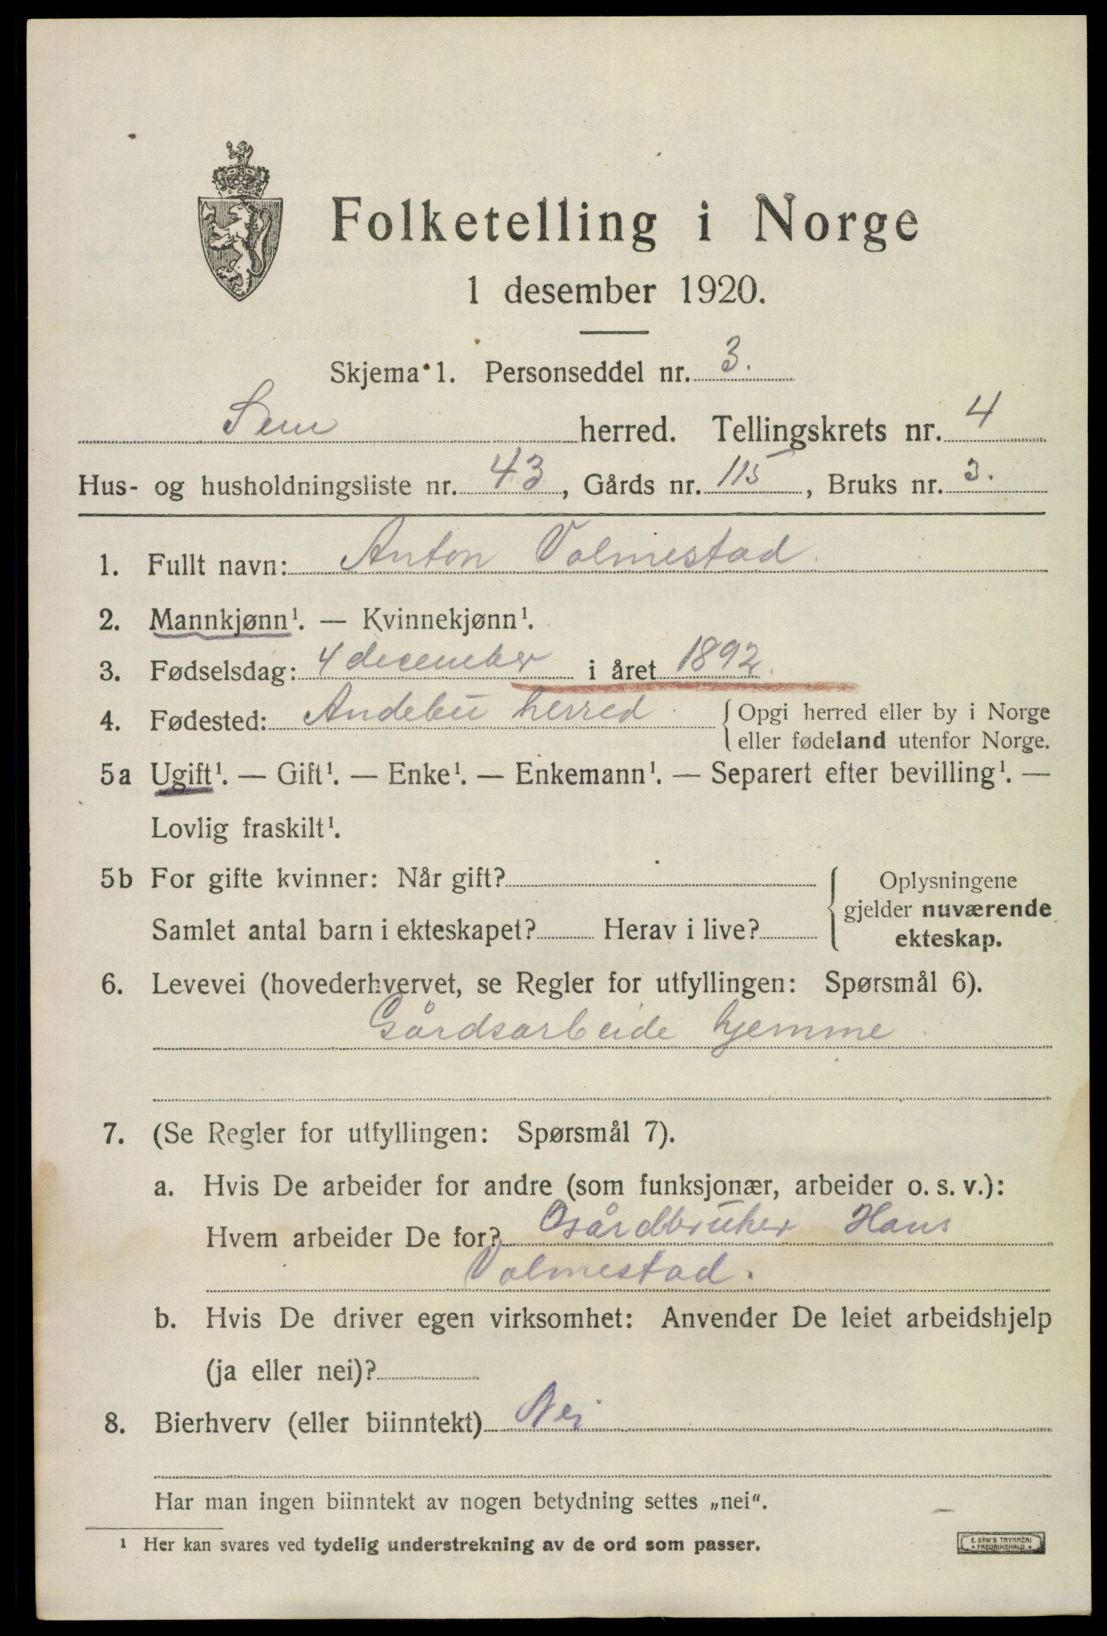 Folketelling i Norge
1 desember 1920.
Skjema 1. Personseddel nr. 3.
Sem herred. Tellingskrets nr. 4
Hus- og husholdningsliste nr. 43, Gårds nr. 115, Bruks nr. 3.
1. Fullt navn: Anton Valmestad.
2. Mannkjønn¹. — Kvinnekjønn¹.
3. Fødselsdag: 4 december i året 1892.
4. Fødested: Andebu herred. { Opgi herred eller by i Norge
eller fødeland utenfor Norge.
5a Ugift¹. — Gift¹. — Enke¹. — Enkemann¹. — Separert efter bevilling¹. —
Lovlig fraskilt¹.
5b For gifte kvinner: Når gift?
Samlet antal barn i ekteskapet? Herav i live?
{ Oplysningene
gjelder nuværende
ekteskap.
6. Levevei (hovederhvervet, se Regler for utfyllingen: Spørsmål 6).
Gårdsarbeide hjemme.
7. (Se Regler for utfyllingen: Spørsmål 7).
a. Hvis De arbeider for andre (som funksjonær, arbeider o. s. v.):
Hvem arbeider De for? Gårdbruker Hans
Valmestad.
b. Hvis De driver egen virksomhet: Anvender De leiet arbeidshjelp
(ja eller nei)?
8. Bierhverv (eller biinntekt) Nei
Har man ingen biinntekt av nogen betydning settes „nei“.
¹ Her kan svares ved tydelig understrekning av de ord som passer.
E. SEM'S TRYKKERI
FREDRIKSHALD